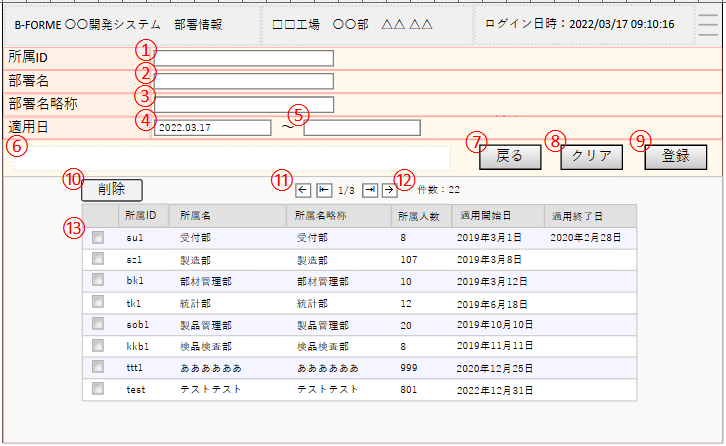 B-FORME 〇〇開発システム　部署情報　□□工場　〇〇部　△△ △△　ログイン日時：2022/03/17 09:10:16
所属ID ①
部署名 ②
部署名略称 ③
適用日 ④ 2022.03.17 ～ ⑤
⑥ ⑦ 戻る ⑧ クリア ⑨ 登録
⑩ 削除 ⑪ ← ⇤ 1/3 ⇥ → ⑫ 件数：22
所属ID 所属名 所属名略称 所属人数 適用開始日 適用終了日
⑬ su1 受付部 受付部 8 2019年3月1日 2020年2月28日
sz1 製造部 製造部 107 2019年3月8日
bk1 部材管理部 部材管理部 10 2019年3月12日
tk1 統計部 統計部 12 2019年6月18日
sob1 製品管理部 製品管理部 20 2019年10月10日
kkb1 検品検査部 検品検査部 8 2019年11月11日
ttt1 ああああああ ああああああ 999 2020年12月25日
test テストテスト テストテスト 801 2022年12月31日